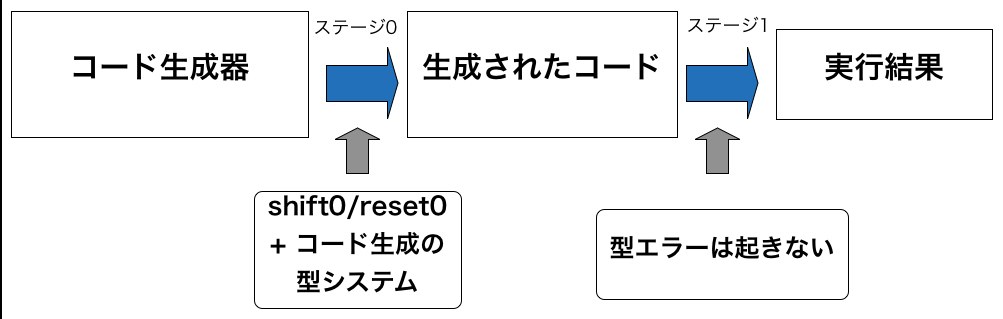 コード生成器
ステージ0
生成されたコード
ステージ1
実行結果
shift0/reset0
+ コード生成の
型システム
型エラーは起きない